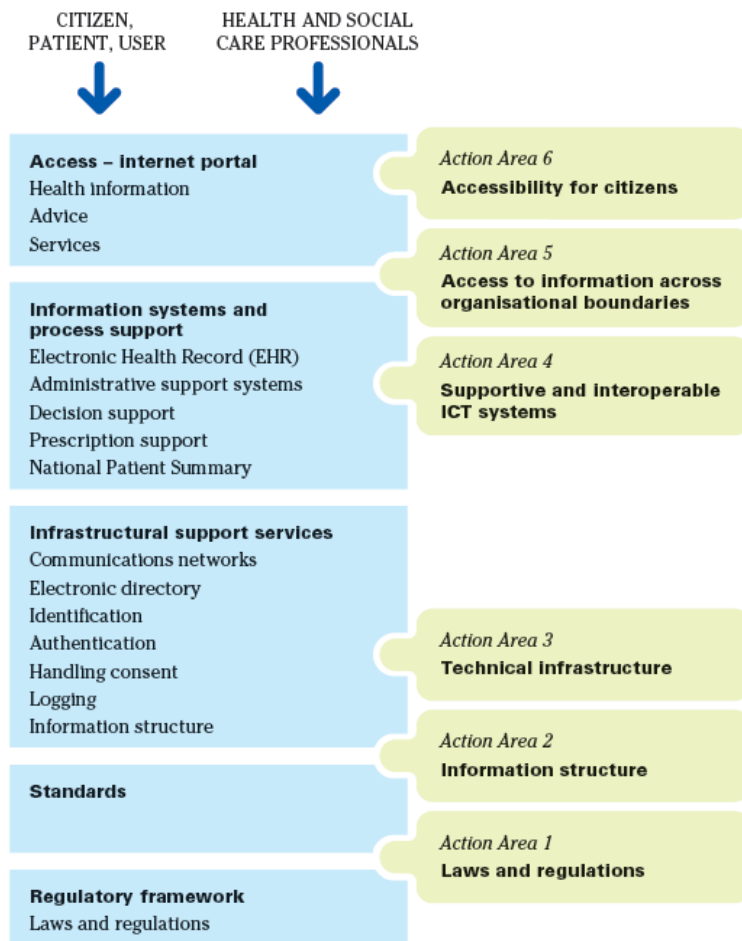 CITIZEN,
PATIENT, USER
HEALTH AND SOCIAL
CARE PROFESSIONALS
Access – internet portal
Health information
Advice
Services
Action Area 6
Accessibility for citizens
Action Area 5
Access to information across
organisational boundaries
Information systems and
process support
Electronic Health Record (EHR)
Administrative support systems
Decision support
Prescription support
National Patient Summary
Action Area 4
Supportive and interoperable
ICT systems
Infrastructural support services
Communications networks
Electronic directory
Identification
Authentication
Handling consent
Logging
Information structure
Action Area 3
Technical infrastructure
Action Area 2
Information structure
Standards
Action Area 1
Laws and regulations
Regulatory framework
Laws and regulations